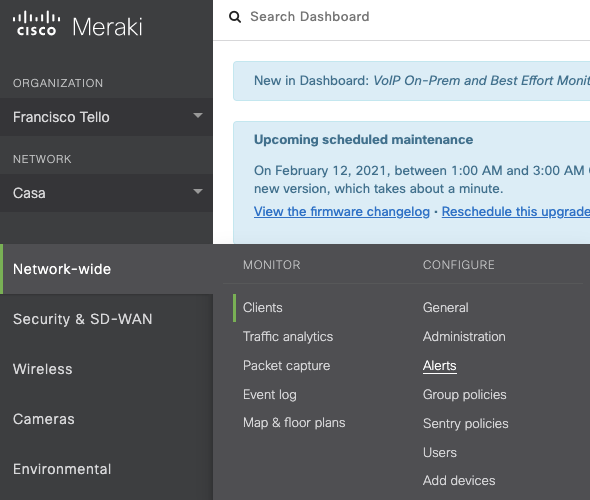 cisco Meraki
Search Dashboard
ORGANIZATION
Francisco Tello
NETWORK
Casa
New in Dashboard: VoIP On-Prem and Best Effort
Upcoming scheduled maintenance
On February 12, 2021, between 1:00 AM and 3:00 AM
new version, which takes about a minute.
View the firmware changelog · Reschedule this upgrade
Network-wide
Security & SD-WAN
Wireless
Cameras
Environmental
MONITOR
Clients
Traffic analytics
Packet capture
Event log
Map & floor plans
CONFIGURE
General
Administration
Alerts
Group policies
Sentry policies
Users
Add devices